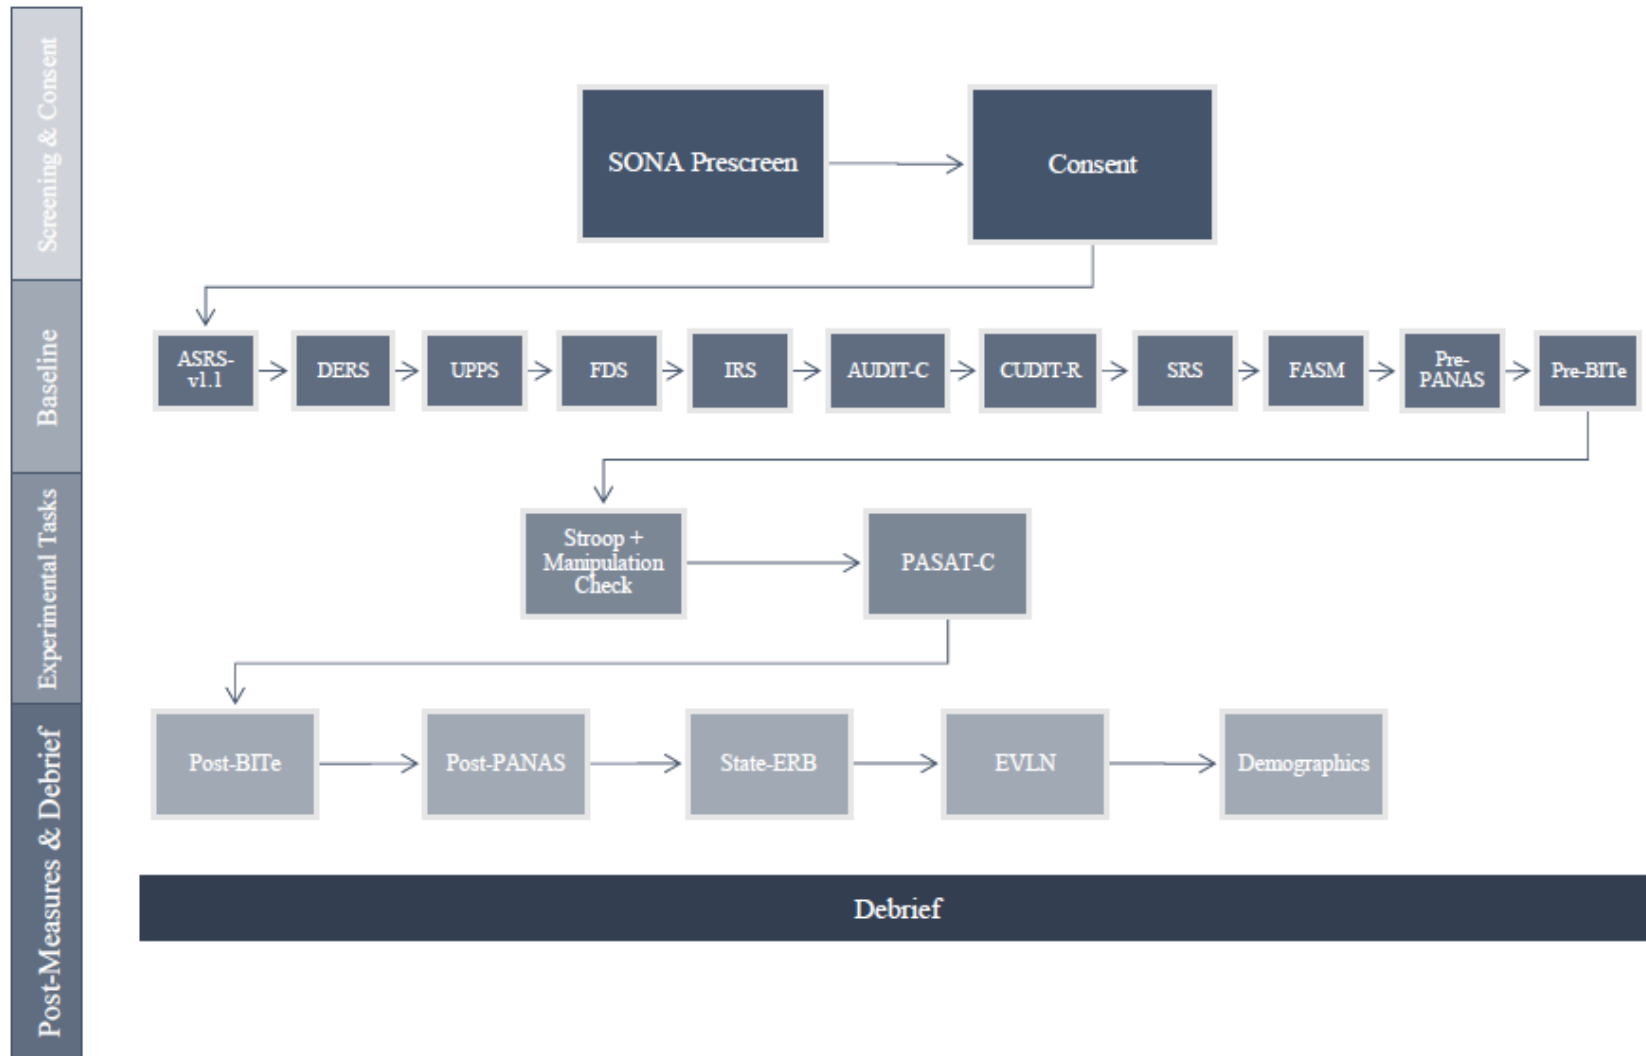 Screening & Consent
SONA Prescreen
Consent
Baseline
ASRS-
v1.1
DERS
UPPS
FDS
IRS
AUDIT-C
CUDIT-R
SRS
FASM
Pre-
PANAS
Pre-BITe
Experimental Tasks
Stroop +
Manipulation
Check
PASAT-C
Post-Measures & Debrief
Post-BITe
Post-PANAS
State-ERB
EVLN
Demographics
Debrief